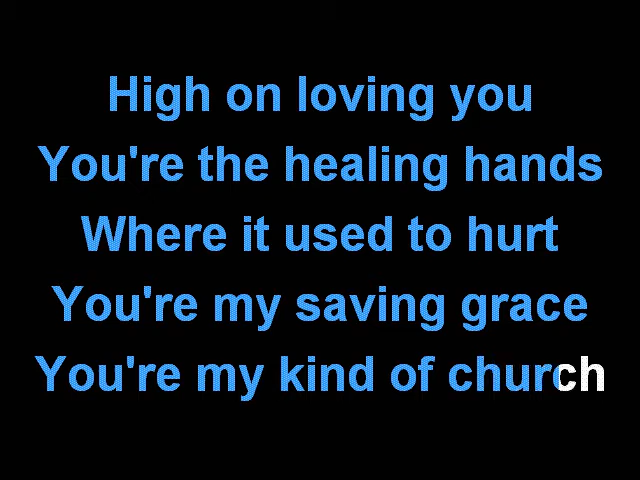 High on loving you
You're the healing hands
Where it used to hurt
You're my saving grace
You're my kind of church